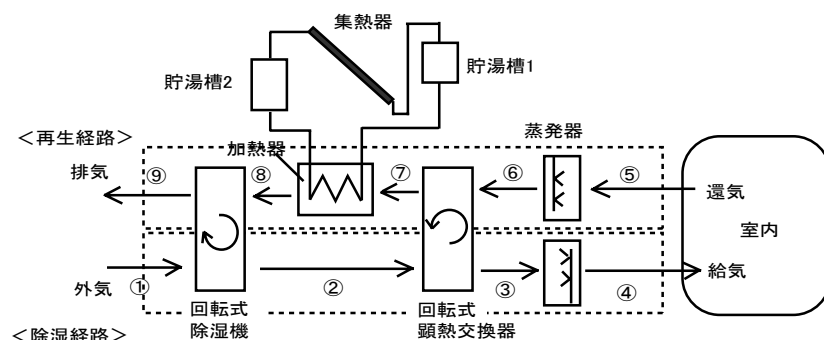 集熱器
貯湯槽1
貯湯槽2
蒸発器
<再生経路>
加熱器
排気
⑨
⑧
⑦
⑥
⑤
還気
室内
外気
①
②
③
④
給気
回転式
除湿機
回転式
顕熱交換器
<除湿経路>